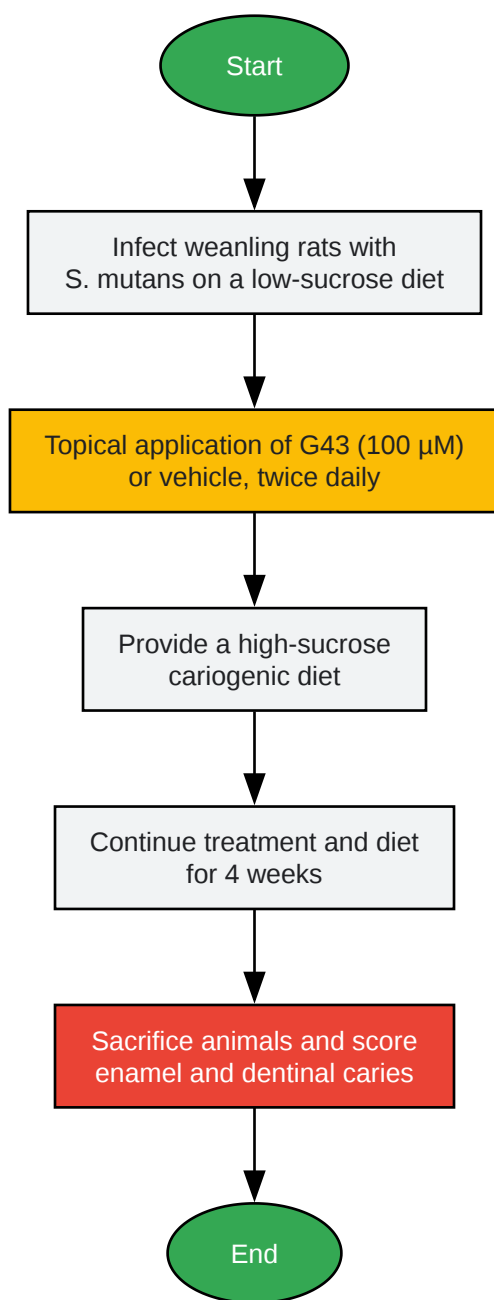 Start
Infect weanling rats with
S. mutans on a low-sucrose diet
Topical application of G43 (100 µM)
or vehicle, twice daily
Provide a high-sucrose
cariogenic diet
Continue treatment and diet
for 4 weeks
Sacrifice animals and score
enamel and dentinal caries
End